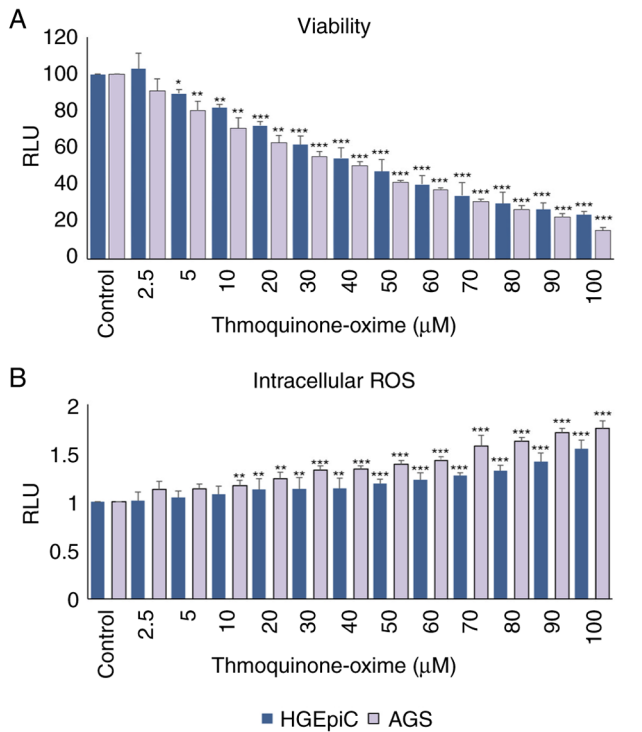 A
Viability
120
100
80
60
40
20
0
RLU
* ** ** ** *** ** *** *** *** *** *** *** *** *** *** *** *** *** *** *** *** ***
Control 2.5 5 10 20 30 40 50 60 70 80 90 100
Thmoquinone-oxime (μM)
B
Intracellular ROS
2
1.5
1
0.5
0
RLU
** ** ** ** *** ** *** *** *** *** *** *** *** *** *** *** *** *** ***
Control 2.5 5 10 20 30 40 50 60 70 80 90 100
Thmoquinone-oxime (μM)
HGEpiC AGS